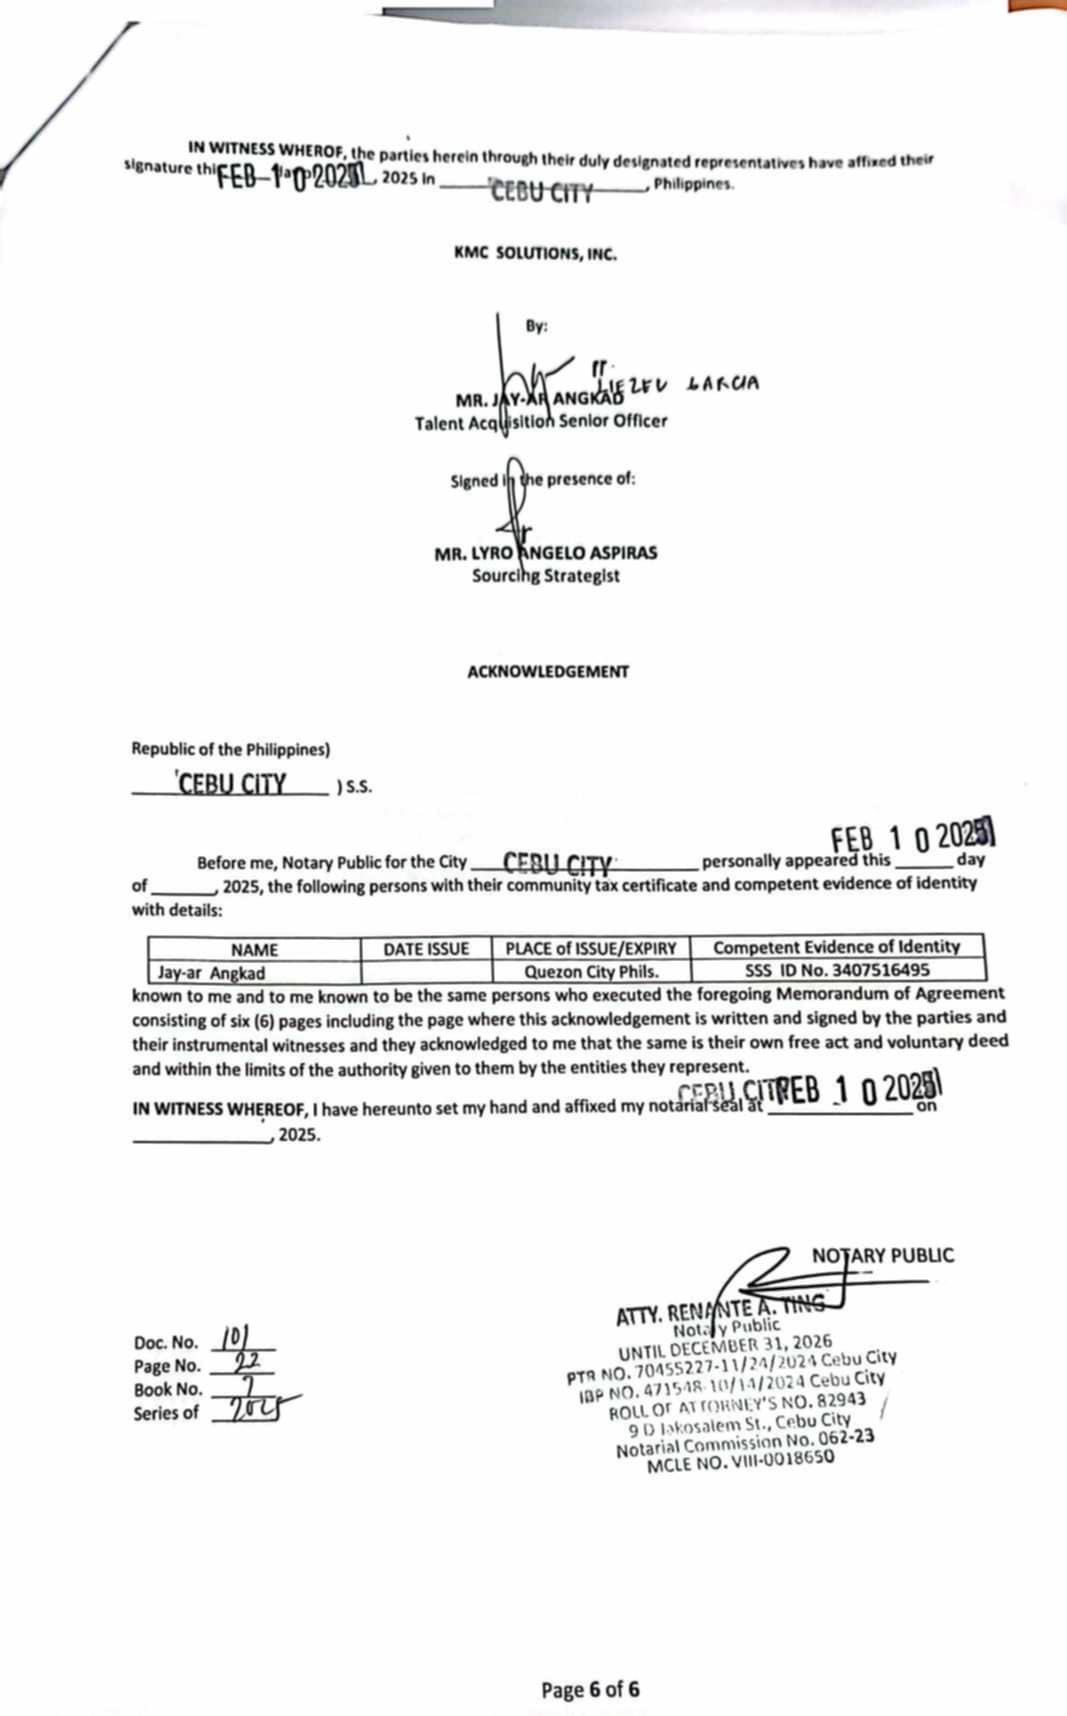 IN WITNESS WHEROF, the parties herein through their duly designated representatives have affixed their
signature thi FEB 10 2025, 2025 in CEBU CITY, Philippines.
KMC SOLUTIONS, INC.
By:
LIEZEL GARCIA
MR. JAY-AR ANGKAD
Talent Acquisition Senior Officer
Signed in the presence of:
MR. LYRO ANGELO ASPIRAS
Sourcing Strategist
ACKNOWLEDGEMENT
Republic of the Philippines)
CEBU CITY ) S.S.
FEB 10 2025
Before me, Notary Public for the City CEBU CITY personally appeared this ______ day
of ______, 2025, the following persons with their community tax certificate and competent evidence of identity
with details:
NAME DATE ISSUE PLACE of ISSUE/EXPIRY Competent Evidence of Identity
Jay-ar Angkad Quezon City Phils. SSS ID No. 3407516495
known to me and to me known to be the same persons who executed the foregoing Memorandum of Agreement
consisting of six (6) pages including the page where this acknowledgement is written and signed by the parties and
their instrumental witnesses and they acknowledged to me that the same is their own free act and voluntary deed
and within the limits of the authority given to them by the entities they represent.
CEBU CITY FEB 10 2025
IN WITNESS WHEREOF, I have hereunto set my hand and affixed my notarial seal at ______ on
______, 2025.
NOTARY PUBLIC
ATTY. RENANTE A. TING
Notary Public
UNTIL DECEMBER 31, 2026
PTR NO. 70455227-11/24/2024 Cebu City
IBP NO. 471548-10/14/2024 Cebu City
ROLL OF ATTORNEY'S NO. 82943
9 D Jakosalem St., Cebu City
Notarial Commission No. 062-23
MCLE NO. VIII-0018650
Doc. No. 101
Page No. 22
Book No. 7
Series of 2025
Page 6 of 6